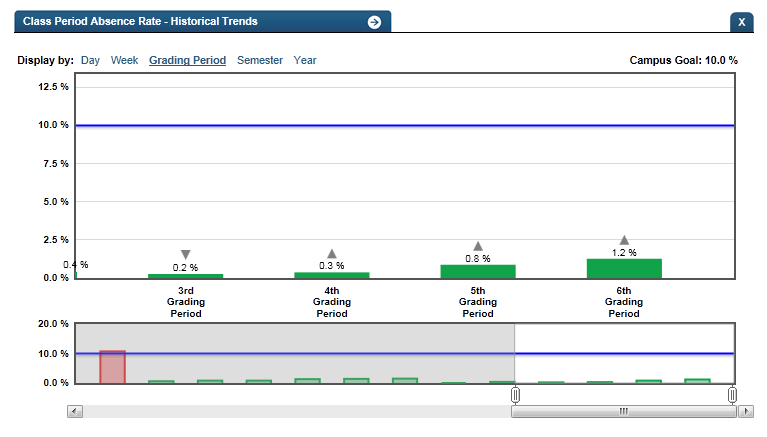 Class Period Absence Rate - Historical Trends
X
Display by: Day Week Grading Period Semester Year
Campus Goal: 10.0 %
12.5 %
10.0 %
7.5 %
5.0 %
2.5 %
0.0 %
0.4 %
0.2 %
0.3 %
0.8 %
1.2 %
3rd
Grading
Period
4th
Grading
Period
5th
Grading
Period
6th
Grading
Period
20.0 %
10.0 %
0.0 %